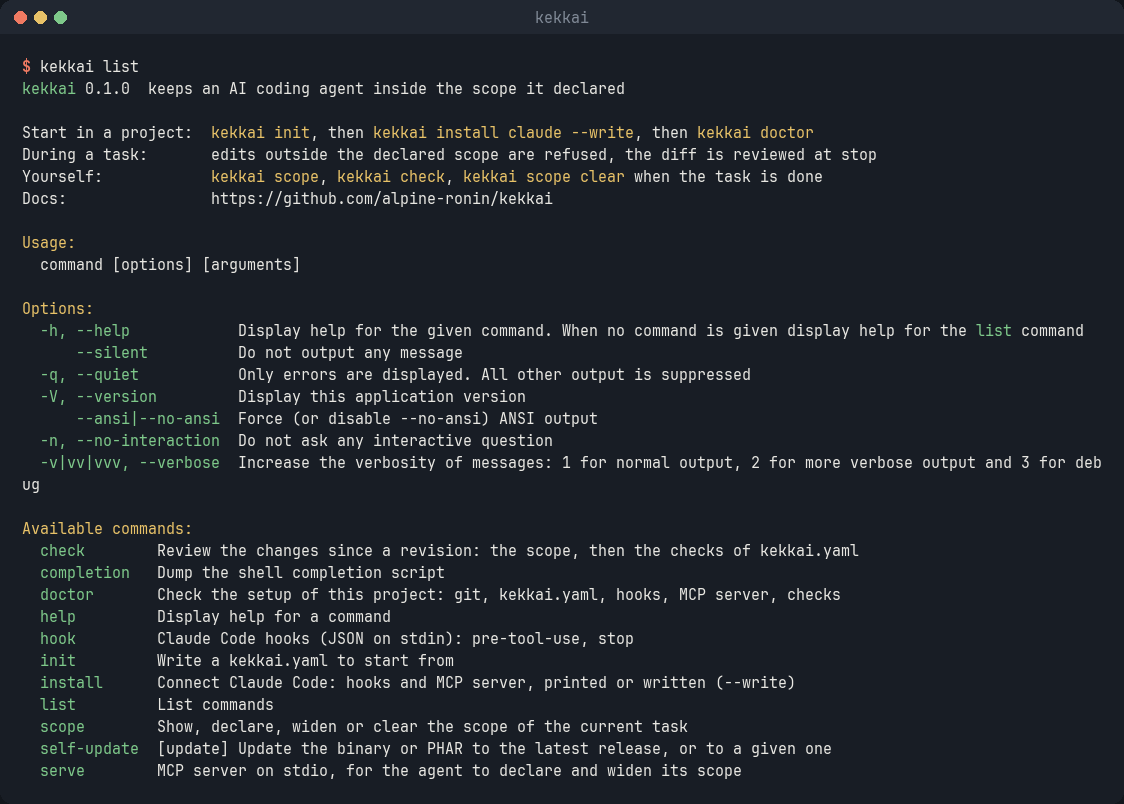 kekkai
$ kekkai list
kekkai 0.1.0  keeps an AI coding agent inside the scope it declared
Start in a project:  kekkai init, then kekkai install claude --write, then kekkai doctor
During a task:       edits outside the declared scope are refused, the diff is reviewed at stop
Yourself:            kekkai scope, kekkai check, kekkai scope clear when the task is done
Docs:                https://github.com/alpine-ronin/kekkai
Usage:
  command [options] [arguments]
Options:
  -h, --help            Display help for the given command. When no command is given display help for the list command
      --silent          Do not output any message
  -q, --quiet           Only errors are displayed. All other output is suppressed
  -V, --version         Display this application version
      --ansi|--no-ansi  Force (or disable --no-ansi) ANSI output
  -n, --no-interaction  Do not ask any interactive question
  -v|vv|vvv, --verbose  Increase the verbosity of messages: 1 for normal output, 2 for more verbose output and 3 for deb
ug
Available commands:
  check        Review the changes since a revision: the scope, then the checks of kekkai.yaml
  completion   Dump the shell completion script
  doctor       Check the setup of this project: git, kekkai.yaml, hooks, MCP server, checks
  help         Display help for a command
  hook         Claude Code hooks (JSON on stdin): pre-tool-use, stop
  init         Write a kekkai.yaml to start from
  install      Connect Claude Code: hooks and MCP server, printed or written (--write)
  list         List commands
  scope        Show, declare, widen or clear the scope of the current task
  self-update  [update] Update the binary or PHAR to the latest release, or to a given one
  serve        MCP server on stdio, for the agent to declare and widen its scope